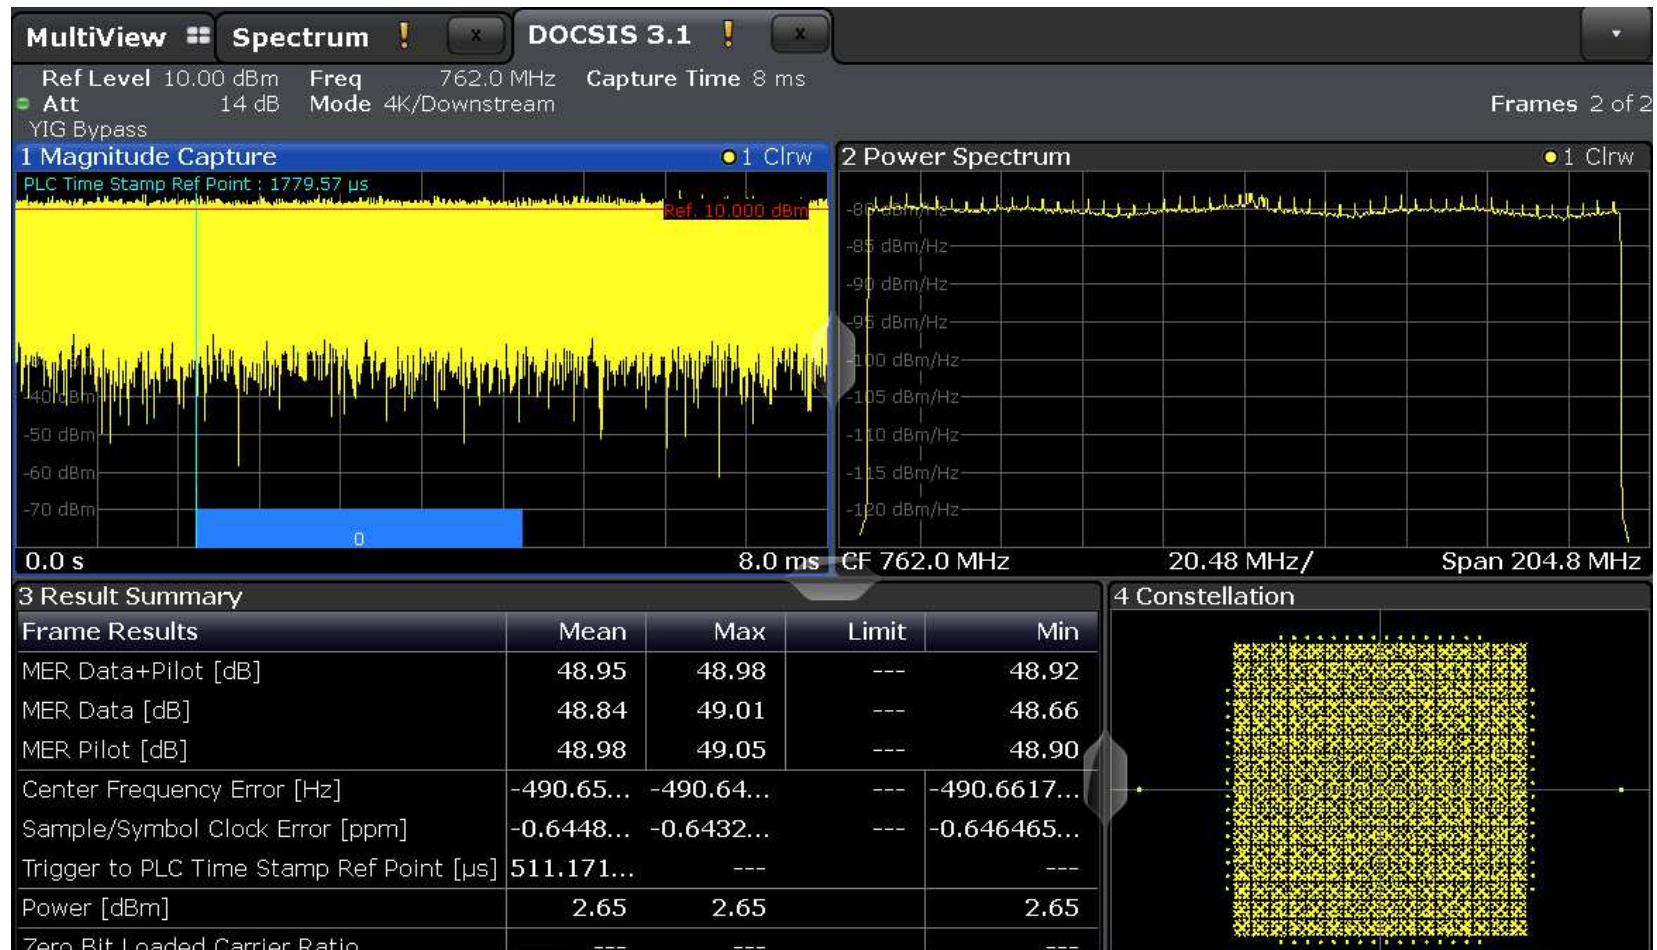 MultiView Spectrum ! x DOCSIS 3.1 ! x
Ref Level 10.00 dBm Freq 762.0 MHz Capture Time 8 ms
Att 14 dB Mode 4K/Downstream Frames 2 of 2
YIG Bypass
1 Magnitude Capture 1 Clrw
PLC Time Stamp Ref Point : 1779.57 µs
Ref. 10.000 dBm
-40 dBm
-50 dBm
-60 dBm
-70 dBm
0
0.0 s 8.0 ms
2 Power Spectrum 1 Clrw
-80 dBm/Hz
-85 dBm/Hz
-90 dBm/Hz
-95 dBm/Hz
-100 dBm/Hz
-105 dBm/Hz
-110 dBm/Hz
-115 dBm/Hz
-120 dBm/Hz
CF 762.0 MHz 20.48 MHz/ Span 204.8 MHz
3 Result Summary
Frame Results Mean Max Limit Min
MER Data+Pilot [dB] 48.95 48.98 --- 48.92
MER Data [dB] 48.84 49.01 --- 48.66
MER Pilot [dB] 48.98 49.05 --- 48.90
Center Frequency Error [Hz] -490.65... -490.64... --- -490.6617...
Sample/Symbol Clock Error [ppm] -0.6448... -0.6432... --- -0.646465...
Trigger to PLC Time Stamp Ref Point [µs] 511.171... --- ---
Power [dBm] 2.65 2.65 2.65
Zero Bit Loaded Carrier Ratio --- --- ---
4 Constellation